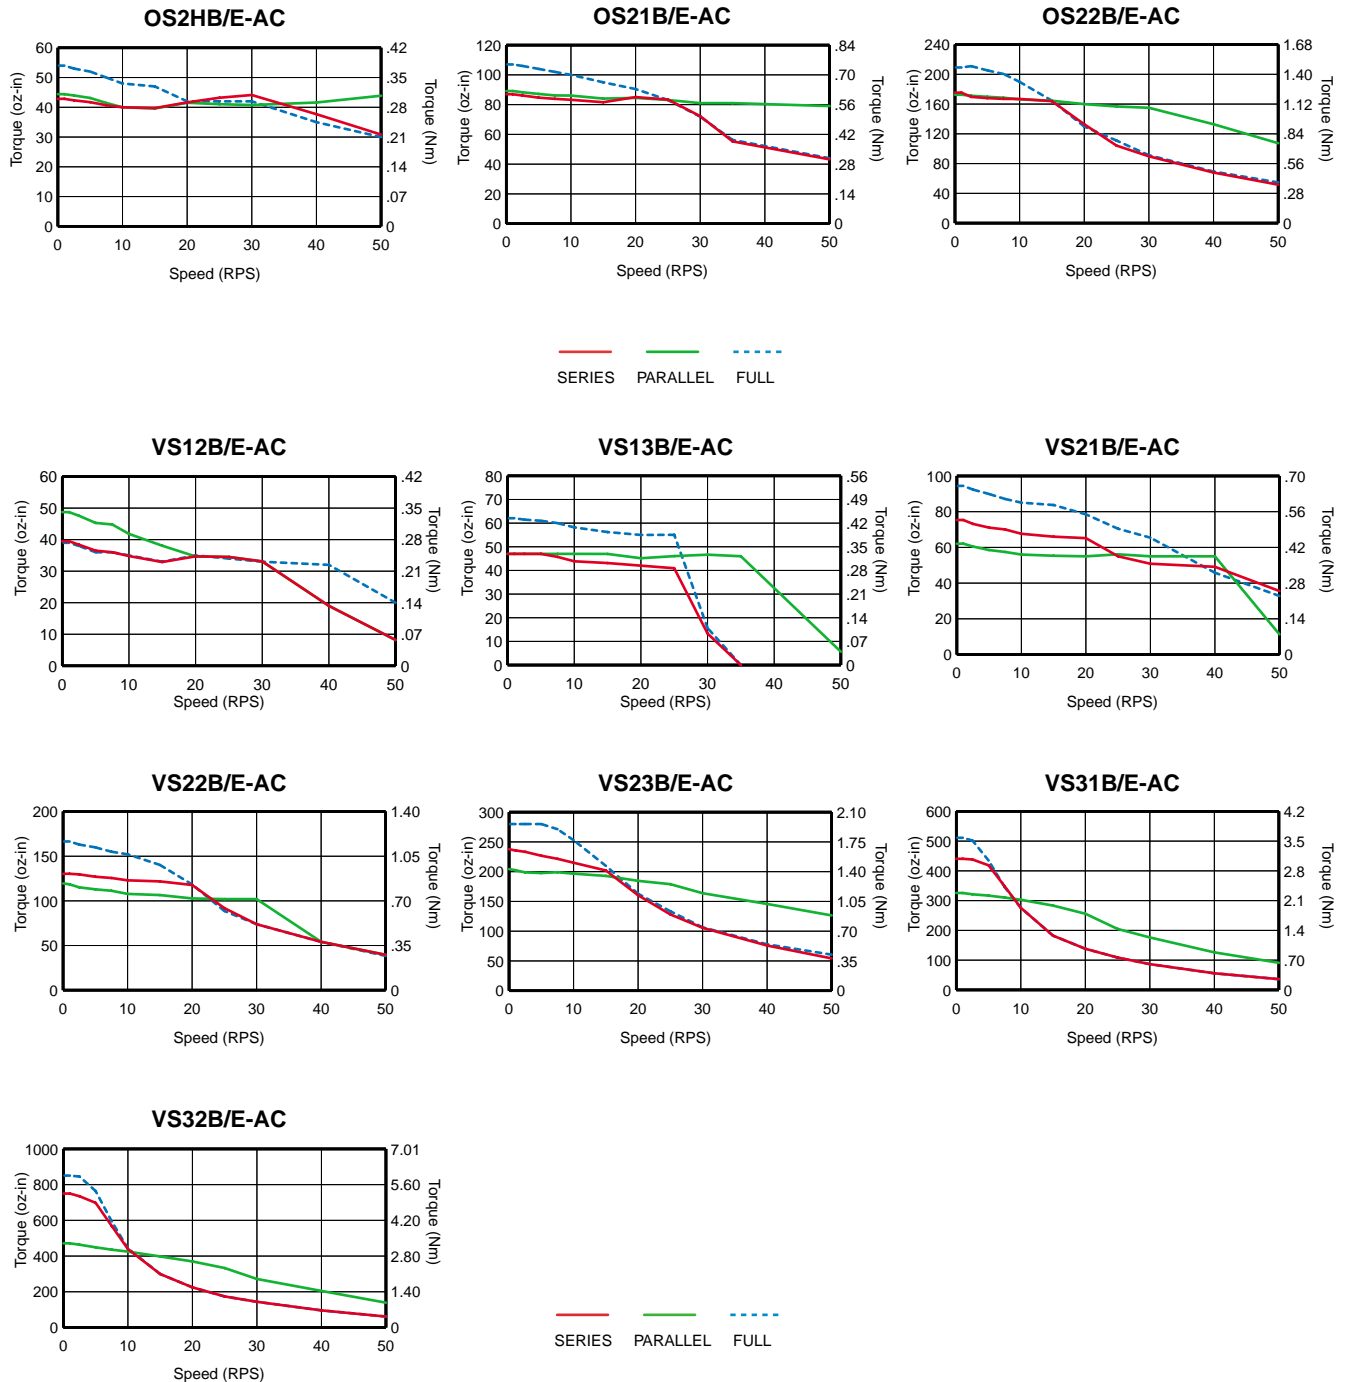 OS2HB/E-AC
60
50
40
30
20
10
0
.42
.35
.28
.21
.14
.07
0
Torque (oz-in)
Torque (Nm)
0 10 20 30 40 50
Speed (RPS)
OS21B/E-AC
120
100
80
60
40
20
0
.84
.70
.56
.42
.28
.14
0
Torque (oz-in)
Torque (Nm)
0 10 20 30 40 50
Speed (RPS)
OS22B/E-AC
240
200
160
120
80
40
0
1.68
1.40
1.12
.84
.56
.28
0
Torque (oz-in)
Torque (Nm)
0 10 20 30 40 50
Speed (RPS)
SERIES PARALLEL FULL
VS12B/E-AC
60
50
40
30
20
10
0
.42
.35
.28
.21
.14
.07
0
Torque (oz-in)
Torque (Nm)
0 10 20 30 40 50
Speed (RPS)
VS13B/E-AC
80
70
60
50
40
30
20
10
0
.56
.49
.42
.35
.28
.21
.14
.07
0
Torque (oz-in)
Torque (Nm)
0 10 20 30 40 50
Speed (RPS)
VS21B/E-AC
100
80
60
40
20
0
.70
.56
.42
.28
.14
0
Torque (oz-in)
Torque (Nm)
0 10 20 30 40 50
Speed (RPS)
VS22B/E-AC
200
150
100
50
0
1.40
1.05
.70
.35
0
Torque (oz-in)
Torque (Nm)
0 10 20 30 40 50
Speed (RPS)
VS23B/E-AC
300
250
200
150
100
50
0
2.10
1.75
1.40
1.05
.70
.35
0
Torque (oz-in)
Torque (Nm)
0 10 20 30 40 50
Speed (RPS)
VS31B/E-AC
600
500
400
300
200
100
0
4.2
3.5
2.8
2.1
1.4
.70
0
Torque (oz-in)
Torque (Nm)
0 10 20 30 40 50
Speed (RPS)
VS32B/E-AC
1000
800
600
400
200
0
7.01
5.60
4.20
2.80
1.40
0
Torque (oz-in)
Torque (Nm)
0 10 20 30 40 50
Speed (RPS)
SERIES PARALLEL FULL